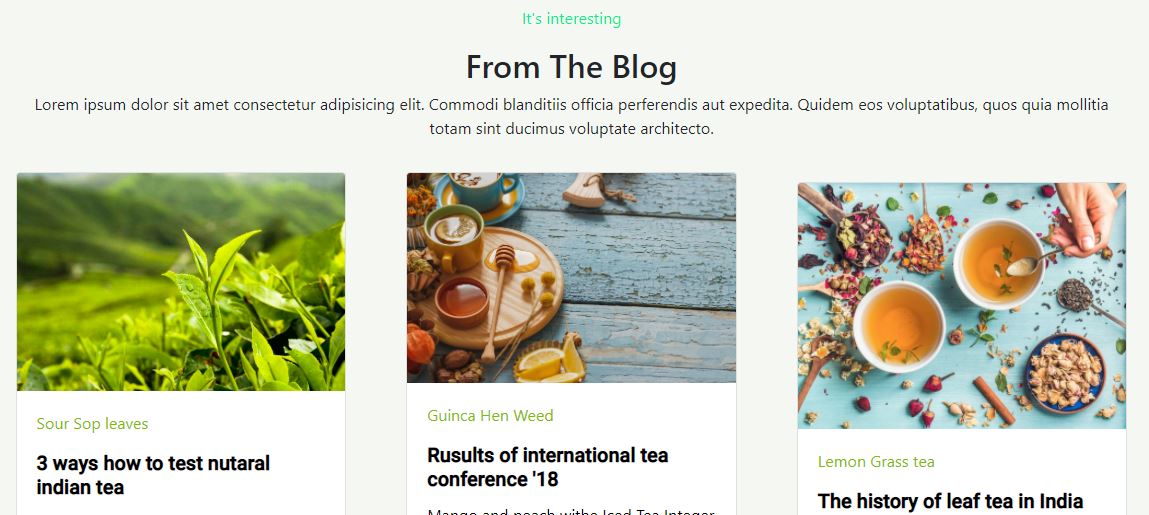 It's interesting
From The Blog
Lorem ipsum dolor sit amet consectetur adipisicing elit. Commodi blanditiis officia perferendis aut expedita. Quidem eos voluptatibus, quos quia mollitia
totam sint ducimus voluptate architecto.
Sour Sop leaves
3 ways how to test nutaral
indian tea
Guinca Hen Weed
Rusults of international tea
conference '18
Mango and peach withe Iced Tea Integer
Lemon Grass tea
The history of leaf tea in India